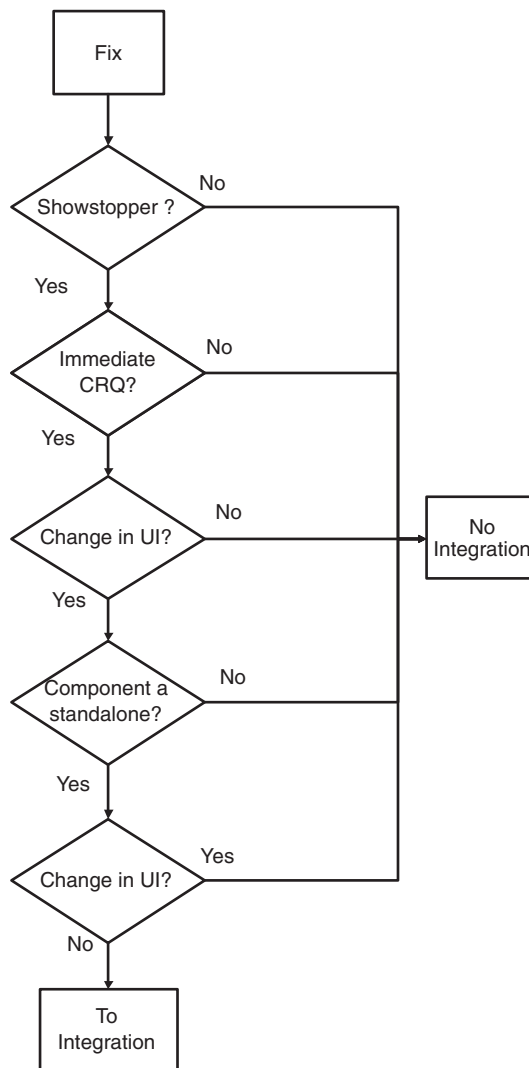 Fix
No
Showstopper ?
Yes
No
Immediate
CRQ?
Yes
No
Change in UI?
No
Integration
Yes
No
Component a
standalone?
Yes
Yes
Change in UI?
No
To
Integration